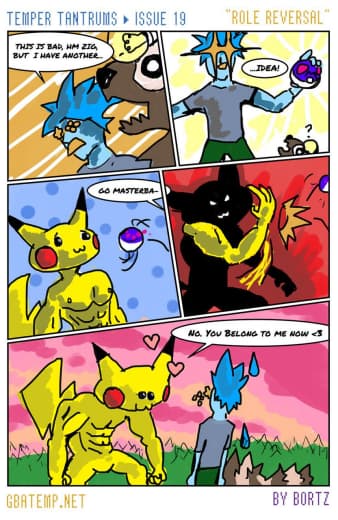 TEMPER TANTRUMS ▸ ISSUE 19
"ROLE REVERSAL"
THIS IS BAD, HM ZIG,
BUT I HAVE ANOTHER...
...IDEA!
?
GO MASTERBA-
NO. YOU BELONG TO ME NOW <3
GBATEMP.NET
BY BORTZ